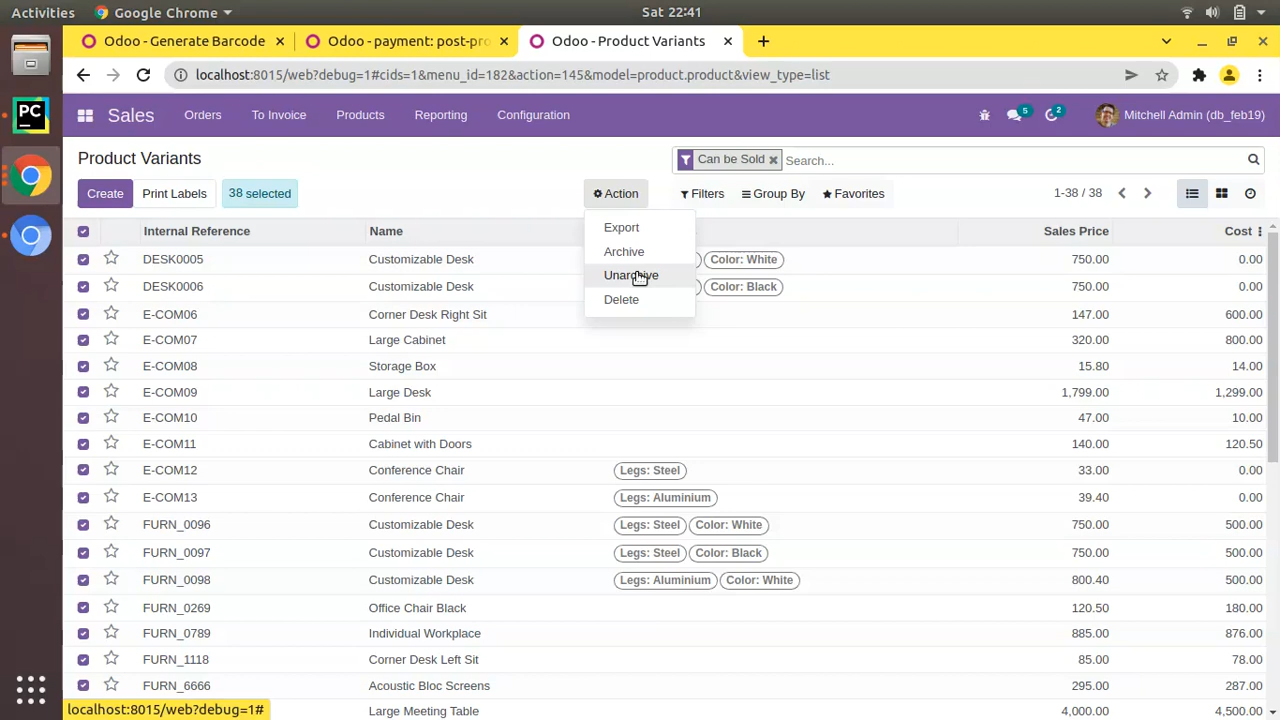 Activities Google Chrome Sat 22:41
Odoo - Generate Barcode Odoo - payment: post-pro Odoo - Product Variants
localhost:8015/web?debug=1#cids=1&menu_id=182&action=145&model=product.product&view_type=list
Sales Orders To Invoice Products Reporting Configuration 5 2 Mitchell Admin (db_feb19)
Product Variants Can be Sold Search...
Create Print Labels 38 selected Action Filters Group By Favorites 1-38 / 38
Export
Archive
Unarchive
Delete
Internal Reference Name Sales Price Cost
DESK0005 Customizable Desk Color: White 750.00 0.00
DESK0006 Customizable Desk Color: Black 750.00 0.00
E-COM06 Corner Desk Right Sit 147.00 600.00
E-COM07 Large Cabinet 320.00 800.00
E-COM08 Storage Box 15.80 14.00
E-COM09 Large Desk 1,799.00 1,299.00
E-COM10 Pedal Bin 47.00 10.00
E-COM11 Cabinet with Doors 140.00 120.50
E-COM12 Conference Chair Legs: Steel 33.00 0.00
E-COM13 Conference Chair Legs: Aluminium 39.40 0.00
FURN_0096 Customizable Desk Legs: Steel Color: White 750.00 500.00
FURN_0097 Customizable Desk Legs: Steel Color: Black 750.00 500.00
FURN_0098 Customizable Desk Legs: Aluminium Color: White 800.40 500.00
FURN_0269 Office Chair Black 120.50 180.00
FURN_0789 Individual Workplace 885.00 876.00
FURN_1118 Corner Desk Left Sit 85.00 78.00
FURN_6666 Acoustic Bloc Screens 295.00 287.00
Large Meeting Table 4,000.00 4,500.00
localhost:8015/web?debug=1#
PC